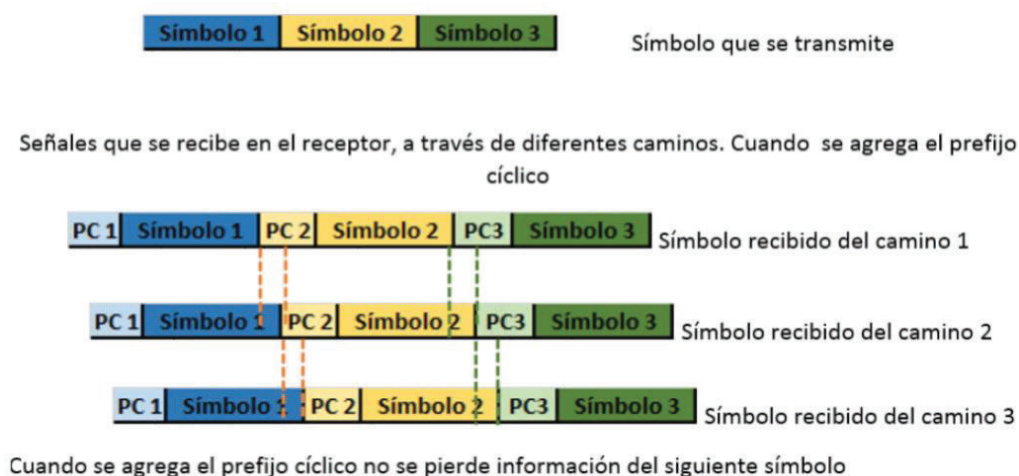 Símbolo 1 Símbolo 2 Símbolo 3 Símbolo que se transmite
Señales que se recibe en el receptor, a través de diferentes caminos. Cuando se agrega el prefijo
cíclico
PC 1 Símbolo 1 PC 2 Símbolo 2 PC3 Símbolo 3 Símbolo recibido del camino 1
PC 1 Símbolo 1 PC 2 Símbolo 2 PC3 Símbolo 3 Símbolo recibido del camino 2
PC 1 Símbolo 1 PC 2 Símbolo 2 PC3 Símbolo 3 Símbolo recibido del camino 3
Cuando se agrega el prefijo cíclico no se pierde información del siguiente símbolo